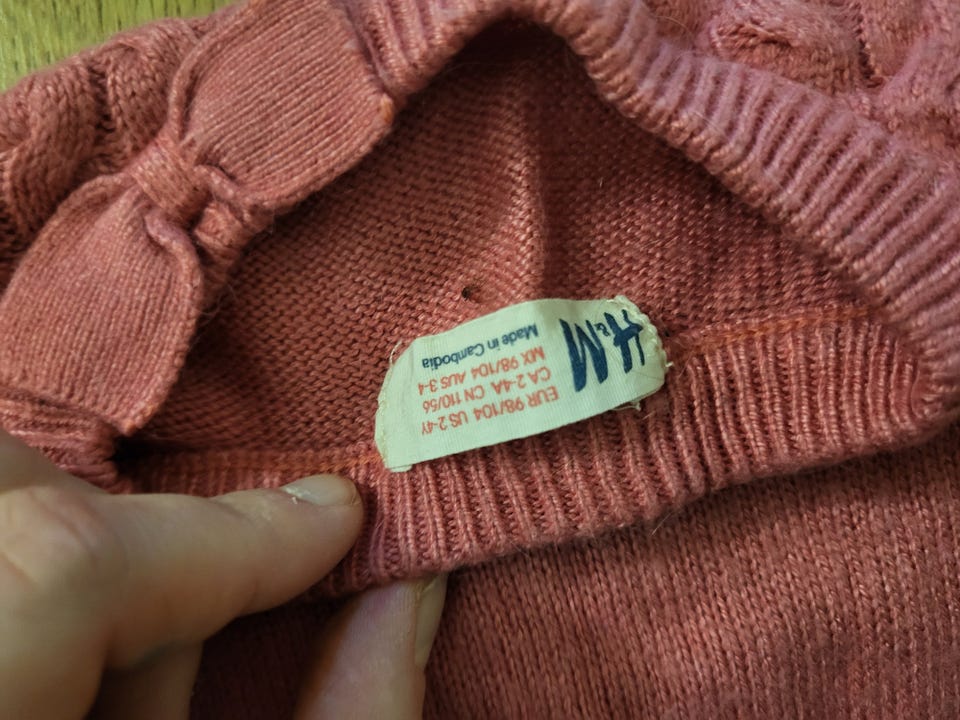 H&M
EUR 98/104 US 2-4Y
CA 2-4A CN 110/56
MX 98/104 AUS 3-4
Made in Cambodia